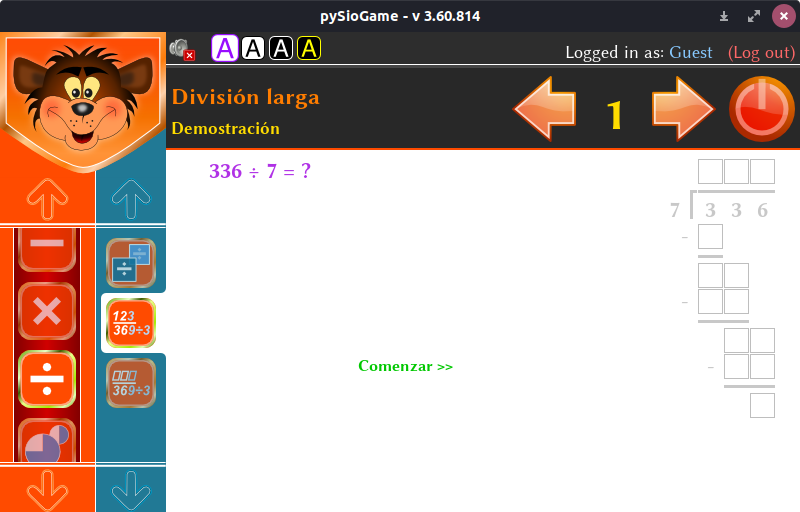 pySioGame - v 3.60.814
A A A A
Logged in as: Guest (Log out)
División larga
Demostración
1
336 ÷ 7 = ?
7 3 3 6
-
-
-
Comenzar >>
÷
÷
−
123
369÷3
×
÷
369÷3